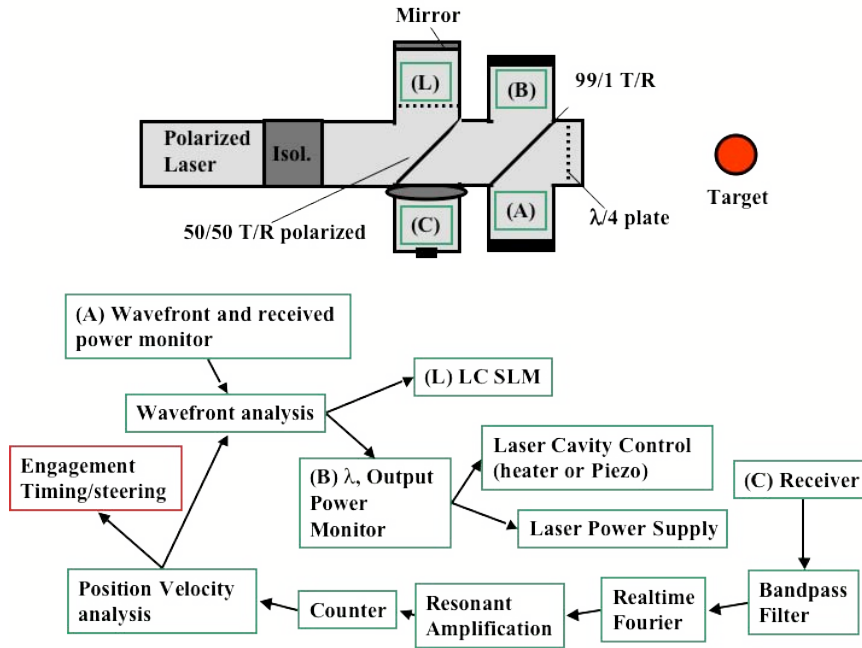 Mirror
(L)
(B)
99/1 T/R
Polarized
Laser
Isol.
Target
(C)
(A)
λ/4 plate
50/50 T/R polarized
(A) Wavefront and received
power monitor
(L) LC SLM
Wavefront analysis
Engagement
Timing/steering
(B) λ, Output
Power
Monitor
Laser Cavity Control
(heater or Piezo)
(C) Receiver
Laser Power Supply
Position Velocity
analysis
Counter
Resonant
Amplification
Realtime
Fourier
Bandpass
Filter